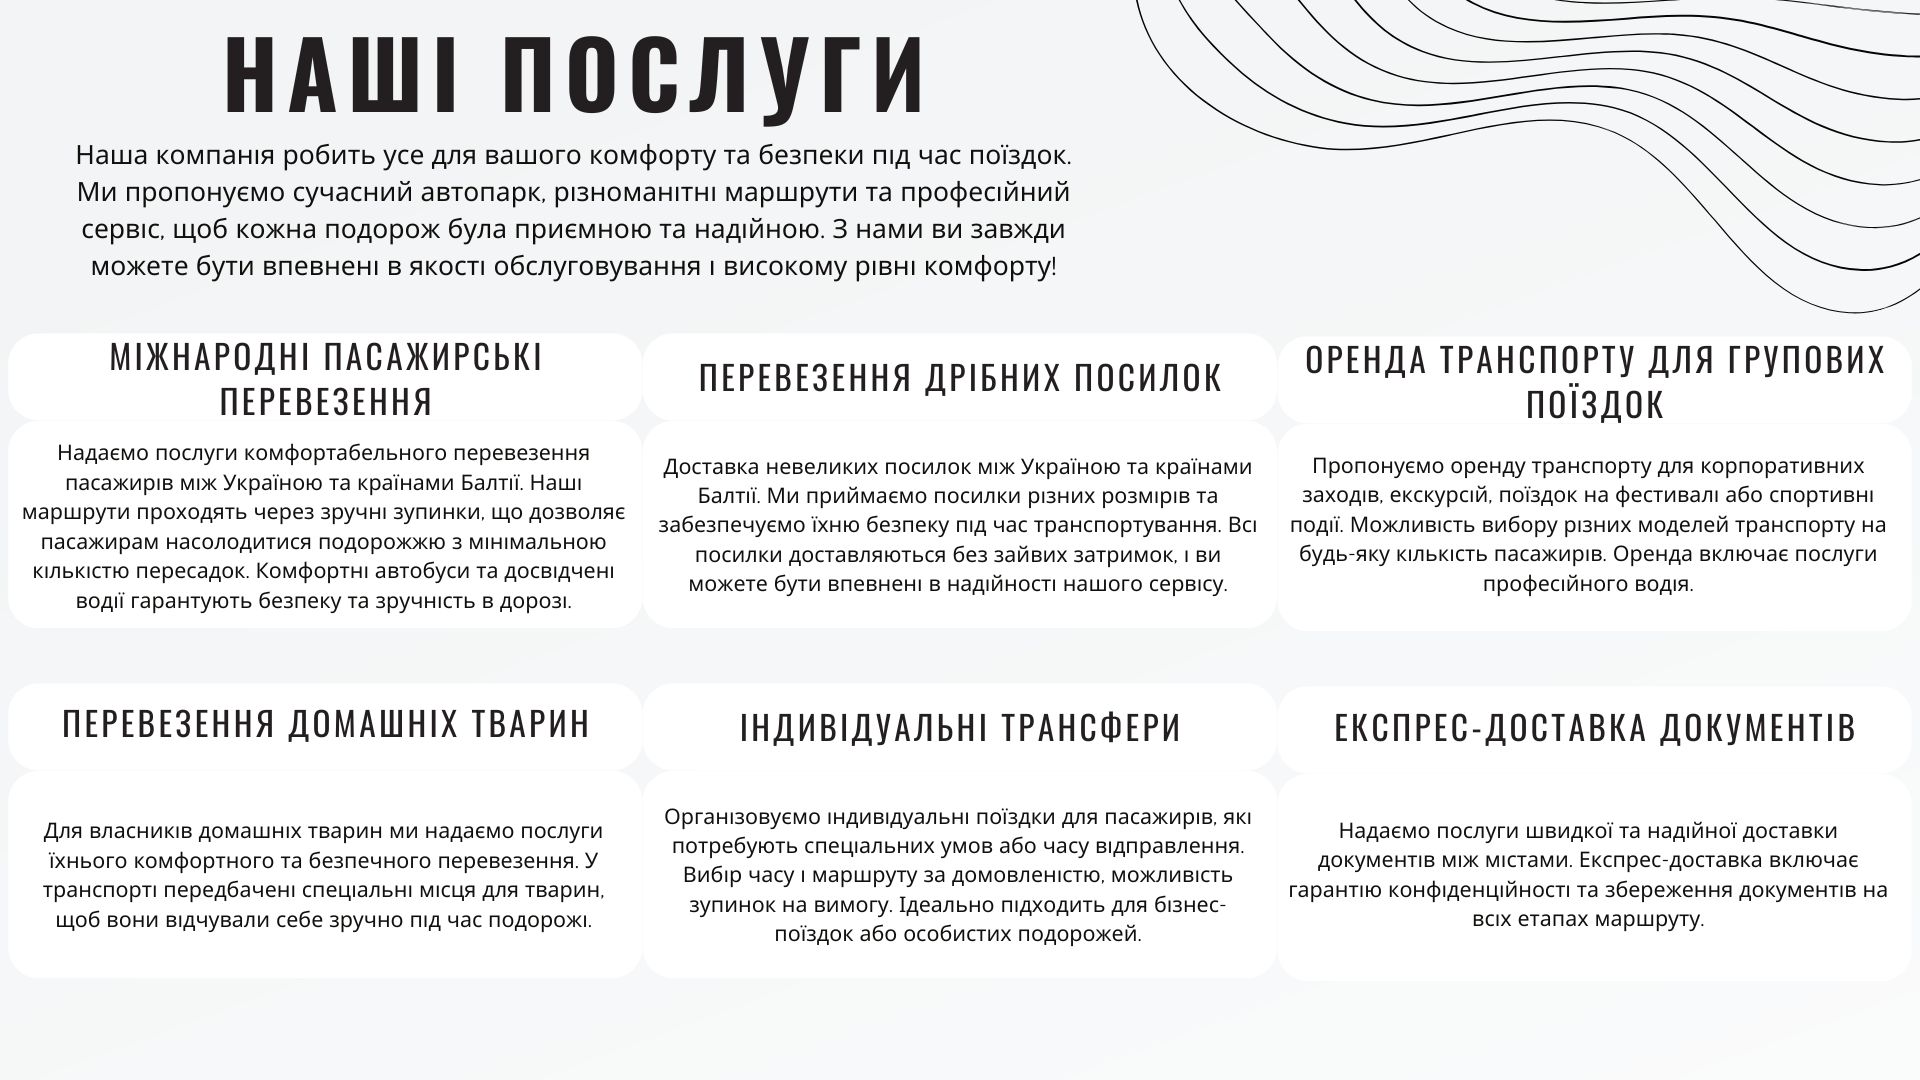 НАШІ ПОСЛУГИ
Наша компанія робить усе для вашого комфорту та безпеки під час поїздок.
Ми пропонуємо сучасний автопарк, різноманітні маршрути та професійний
сервіс, щоб кожна подорож була приємною та надійною. З нами ви завжди
можете бути впевнені в якості обслуговування і високому рівні комфорту!
МІЖНАРОДНІ ПАСАЖИРСЬКІ
ПЕРЕВЕЗЕННЯ
Надаємо послуги комфортабельного перевезення
пасажирів між Україною та країнами Балтії. Наші
маршрути проходять через зручні зупинки, що дозволяє
пасажирам насолодитися подорожжю з мінімальною
кількістю пересадок. Комфортні автобуси та досвідчені
водії гарантують безпеку та зручність в дорозі.
ПЕРЕВЕЗЕННЯ ДРІБНИХ ПОСИЛОК
Доставка невеликих посилок між Україною та країнами
Балтії. Ми приймаємо посилки різних розмірів та
забезпечуємо їхню безпеку під час транспортування. Всі
посилки доставляються без зайвих затримок, і ви
можете бути впевнені в надійності нашого сервісу.
ОРЕНДА ТРАНСПОРТУ ДЛЯ ГРУПОВИХ
ПОЇЗДОК
Пропонуємо оренду транспорту для корпоративних
заходів, екскурсій, поїздок на фестивалі або спортивні
події. Можливість вибору різних моделей транспорту на
будь-яку кількість пасажирів. Оренда включає послуги
професійного водія.
ПЕРЕВЕЗЕННЯ ДОМАШНІХ ТВАРИН
Для власників домашніх тварин ми надаємо послуги
їхнього комфортного та безпечного перевезення. У
транспорті передбачені спеціальні місця для тварин,
щоб вони відчували себе зручно під час подорожі.
ІНДИВІДУАЛЬНІ ТРАНСФЕРИ
Організовуємо індивідуальні поїздки для пасажирів, які
потребують спеціальних умов або часу відправлення.
Вибір часу і маршруту за домовленістю, можливість
зупинок на вимогу. Ідеально підходить для бізнес-
поїздок або особистих подорожей.
ЕКСПРЕС-ДОСТАВКА ДОКУМЕНТІВ
Надаємо послуги швидкої та надійної доставки
документів між містами. Експрес-доставка включає
гарантію конфіденційності та збереження документів на
всіх етапах маршруту.